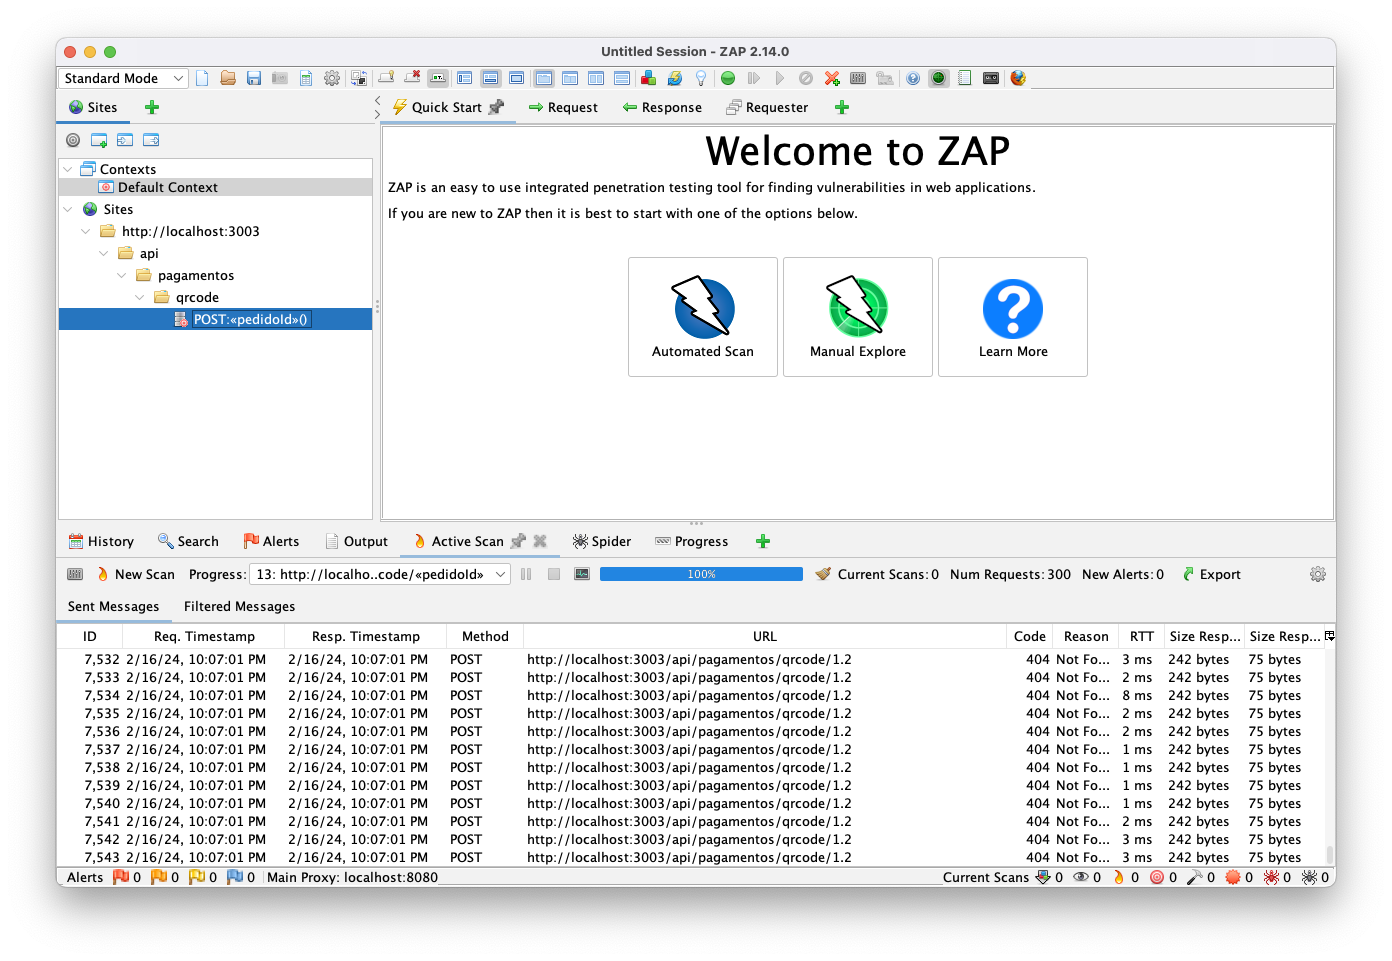 Untitled Session - ZAP 2.14.0
Standard Mode
Sites
Quick Start Request Response Requester
Contexts
Default Context
Sites
http://localhost:3003
api
pagamentos
qrcode
POST:«pedidoId»()
Welcome to ZAP
ZAP is an easy to use integrated penetration testing tool for finding vulnerabilities in web applications.
If you are new to ZAP then it is best to start with one of the options below.
Automated Scan Manual Explore Learn More
History Search Alerts Output Active Scan Spider Progress
New Scan Progress: 13: http://localho..code/«pedidoId» 100% Current Scans: 0 Num Requests: 300 New Alerts: 0 Export
Sent Messages Filtered Messages
ID Req. Timestamp Resp. Timestamp Method URL Code Reason RTT Size Resp... Size Resp...
7,532 2/16/24, 10:07:01 PM 2/16/24, 10:07:01 PM POST http://localhost:3003/api/pagamentos/qrcode/1.2 404 Not Fo... 3 ms 242 bytes 75 bytes
7,533 2/16/24, 10:07:01 PM 2/16/24, 10:07:01 PM POST http://localhost:3003/api/pagamentos/qrcode/1.2 404 Not Fo... 2 ms 242 bytes 75 bytes
7,534 2/16/24, 10:07:01 PM 2/16/24, 10:07:01 PM POST http://localhost:3003/api/pagamentos/qrcode/1.2 404 Not Fo... 8 ms 242 bytes 75 bytes
7,535 2/16/24, 10:07:01 PM 2/16/24, 10:07:01 PM POST http://localhost:3003/api/pagamentos/qrcode/1.2 404 Not Fo... 2 ms 242 bytes 75 bytes
7,536 2/16/24, 10:07:01 PM 2/16/24, 10:07:01 PM POST http://localhost:3003/api/pagamentos/qrcode/1.2 404 Not Fo... 2 ms 242 bytes 75 bytes
7,537 2/16/24, 10:07:01 PM 2/16/24, 10:07:01 PM POST http://localhost:3003/api/pagamentos/qrcode/1.2 404 Not Fo... 1 ms 242 bytes 75 bytes
7,538 2/16/24, 10:07:01 PM 2/16/24, 10:07:01 PM POST http://localhost:3003/api/pagamentos/qrcode/1.2 404 Not Fo... 1 ms 242 bytes 75 bytes
7,539 2/16/24, 10:07:01 PM 2/16/24, 10:07:01 PM POST http://localhost:3003/api/pagamentos/qrcode/1.2 404 Not Fo... 1 ms 242 bytes 75 bytes
7,540 2/16/24, 10:07:01 PM 2/16/24, 10:07:01 PM POST http://localhost:3003/api/pagamentos/qrcode/1.2 404 Not Fo... 1 ms 242 bytes 75 bytes
7,541 2/16/24, 10:07:01 PM 2/16/24, 10:07:01 PM POST http://localhost:3003/api/pagamentos/qrcode/1.2 404 Not Fo... 2 ms 242 bytes 75 bytes
7,542 2/16/24, 10:07:01 PM 2/16/24, 10:07:01 PM POST http://localhost:3003/api/pagamentos/qrcode/1.2 404 Not Fo... 3 ms 242 bytes 75 bytes
7,543 2/16/24, 10:07:01 PM 2/16/24, 10:07:01 PM POST http://localhost:3003/api/pagamentos/qrcode/1.2 404 Not Fo... 3 ms 242 bytes 75 bytes
Alerts 0 0 0 0 Main Proxy: localhost:8080 Current Scans 0 0 0 0 0 0 0 0